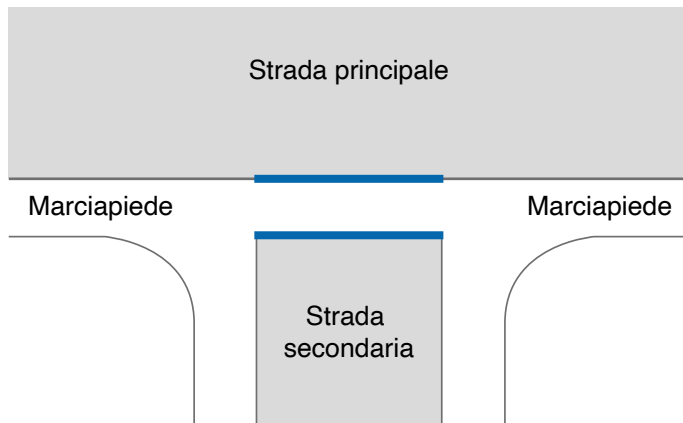 Strada principale
Marciapiede
Marciapiede
Strada
secondaria